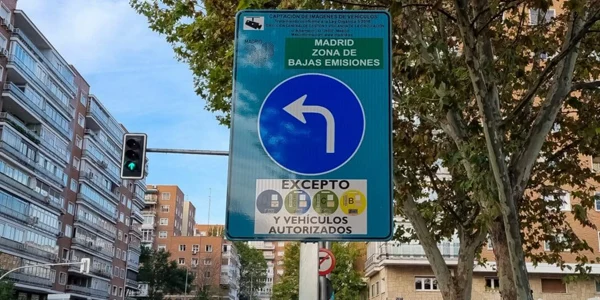 CAPTACIÓN DE IMÁGENES DE VEHÍCULOS
MADRID
ZONA DE
BAJAS EMISIONES
EXCEPTO
B
Y VEHÍCULOS
AUTORIZADOS